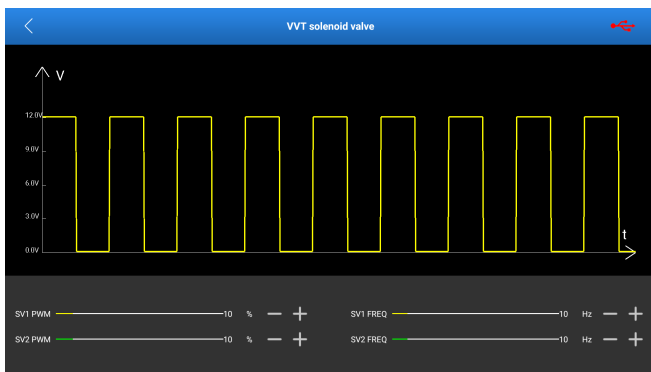 VVT solenoid valve
V
12.0V
9.0V
6.0V
3.0V
0.0V
t
SV1 PWM 10 % SV1 FREQ 10 Hz
SV2 PWM 10 % SV2 FREQ 10 Hz